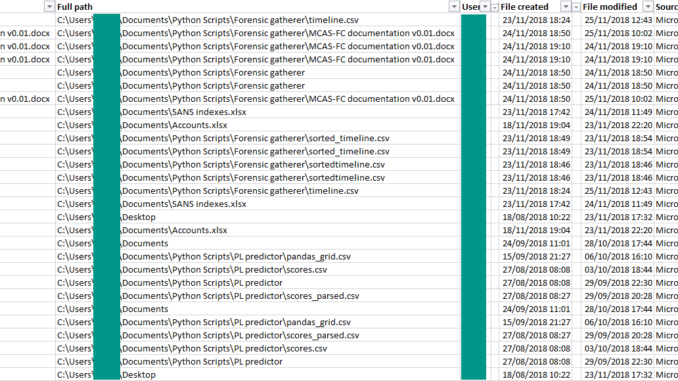 Full path User File created File modified Sourc
C:\Users\ \Documents\Python Scripts\Forensic gatherer\timeline.csv 23/11/2018 18:24 25/11/2018 12:43 Micro
n v0.01.docx C:\Users\ \Documents\Python Scripts\Forensic gatherer\MCAS-FC documentation v0.01.docx 24/11/2018 18:50 25/11/2018 10:02 Micro
n v0.01.docx C:\Users\ \Documents\Python Scripts\Forensic gatherer\MCAS-FC documentation v0.01.docx 24/11/2018 19:10 24/11/2018 19:10 Micro
n v0.01.docx C:\Users\ \Documents\Python Scripts\Forensic gatherer\MCAS-FC documentation v0.01.docx 24/11/2018 19:10 24/11/2018 19:10 Micro
C:\Users\ \Documents\Python Scripts\Forensic gatherer 24/11/2018 18:50 24/11/2018 18:50 Micro
C:\Users\ \Documents\Python Scripts\Forensic gatherer 24/11/2018 18:50 24/11/2018 18:50 Micro
n v0.01.docx C:\Users\ \Documents\Python Scripts\Forensic gatherer\MCAS-FC documentation v0.01.docx 24/11/2018 18:50 25/11/2018 10:02 Micro
C:\Users\ \Documents\SANS indexes.xlsx 23/11/2018 17:42 24/11/2018 11:49 Micro
C:\Users\ \Documents\Accounts.xlsx 18/11/2018 19:04 23/11/2018 22:20 Micro
C:\Users\ \Documents\Python Scripts\Forensic gatherer\sorted_timeline.csv 23/11/2018 18:49 23/11/2018 18:54 Micro
C:\Users\ \Documents\Python Scripts\Forensic gatherer\sorted_timeline.csv 23/11/2018 18:49 23/11/2018 18:54 Micro
C:\Users\ \Documents\Python Scripts\Forensic gatherer\sortedtimeline.csv 23/11/2018 18:46 23/11/2018 18:46 Micro
C:\Users\ \Documents\Python Scripts\Forensic gatherer\sortedtimeline.csv 23/11/2018 18:46 23/11/2018 18:46 Micro
C:\Users\ \Documents\Python Scripts\Forensic gatherer\timeline.csv 23/11/2018 18:24 25/11/2018 12:43 Micro
C:\Users\ \Documents\SANS indexes.xlsx 23/11/2018 17:42 24/11/2018 11:49 Micro
C:\Users\ \Desktop 18/08/2018 10:22 23/11/2018 17:32 Micro
C:\Users\ \Documents\Accounts.xlsx 18/11/2018 19:04 23/11/2018 22:20 Micro
C:\Users\ \Documents 24/09/2018 11:01 28/10/2018 17:44 Micro
C:\Users\ \Documents\Python Scripts\PL predictor\pandas_grid.csv 15/09/2018 21:27 06/10/2018 16:10 Micro
C:\Users\ \Documents\Python Scripts\PL predictor\scores.csv 27/08/2018 08:08 03/10/2018 18:44 Micro
C:\Users\ \Documents\Python Scripts\PL predictor 27/08/2018 08:08 29/09/2018 22:30 Micro
C:\Users\ \Documents\Python Scripts\PL predictor\scores_parsed.csv 27/08/2018 08:27 29/09/2018 20:28 Micro
C:\Users\ \Documents 24/09/2018 11:01 28/10/2018 17:44 Micro
C:\Users\ \Documents\Python Scripts\PL predictor\pandas_grid.csv 15/09/2018 21:27 06/10/2018 16:10 Micro
C:\Users\ \Documents\Python Scripts\PL predictor\scores_parsed.csv 27/08/2018 08:27 29/09/2018 20:28 Micro
C:\Users\ \Documents\Python Scripts\PL predictor\scores.csv 27/08/2018 08:08 03/10/2018 18:44 Micro
C:\Users\ \Documents\Python Scripts\PL predictor 27/08/2018 08:08 29/09/2018 22:30 Micro
C:\Users\ \Desktop 18/08/2018 10:22 23/11/2018 17:32 Micro